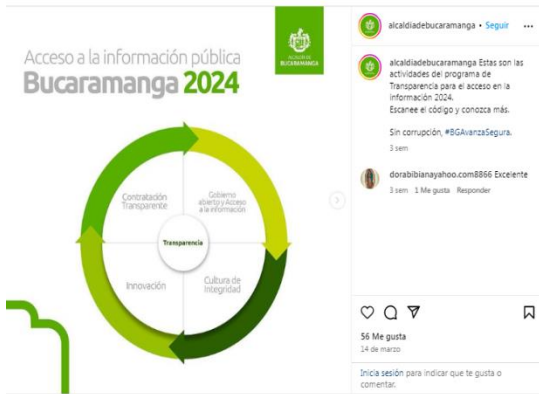 Acceso a la información pública
Bucaramanga 2024
ALCALDÍA DE
BUCARAMANGA
Contratación
Transparente
Gobierno
abierto y Acceso
a la información
Transparencia
Innovación
Cultura de
Integridad
alcaldiadebucaramanga • Seguir ...
alcaldiadebucaramanga Estas son las
actividades del programa de
Transparencia para el acceso en la
información 2024.
Escanee el código y conozca más.
Sin corrupción, #BGAvanzaSegura.
3 sem
dorabibianayahoo.com8866 Excelente
3 sem 1 Me gusta Responder
56 Me gusta
14 de marzo
Inicia sesión para indicar que te gusta o
comentar.